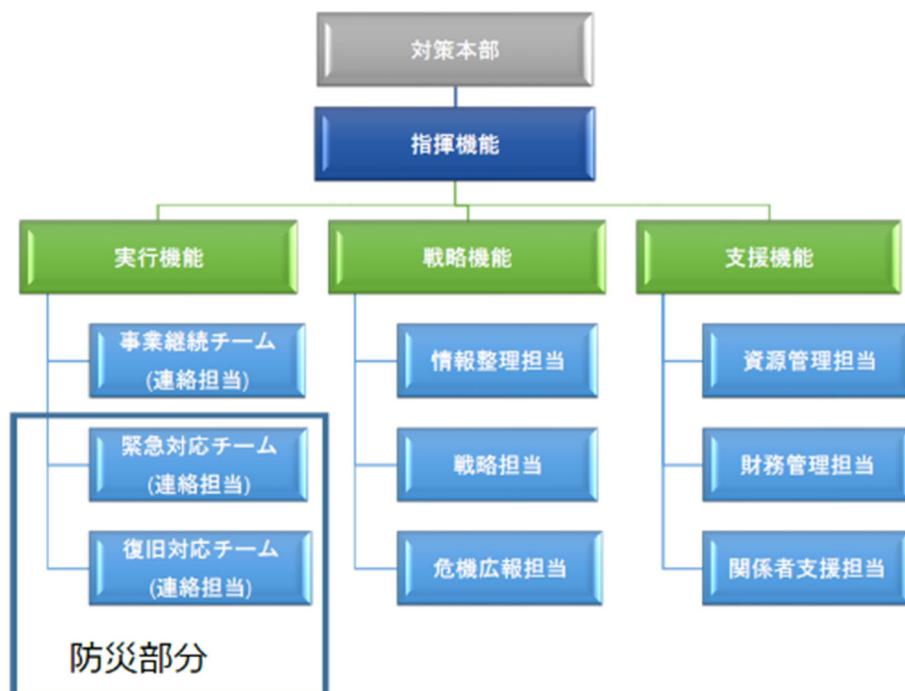 対策本部
指揮機能
実行機能
戦略機能
支援機能
事業継続チーム
(連絡担当)
情報整理担当
資源管理担当
緊急対応チーム
(連絡担当)
戦略担当
財務管理担当
復旧対応チーム
(連絡担当)
危機広報担当
関係者支援担当
防災部分